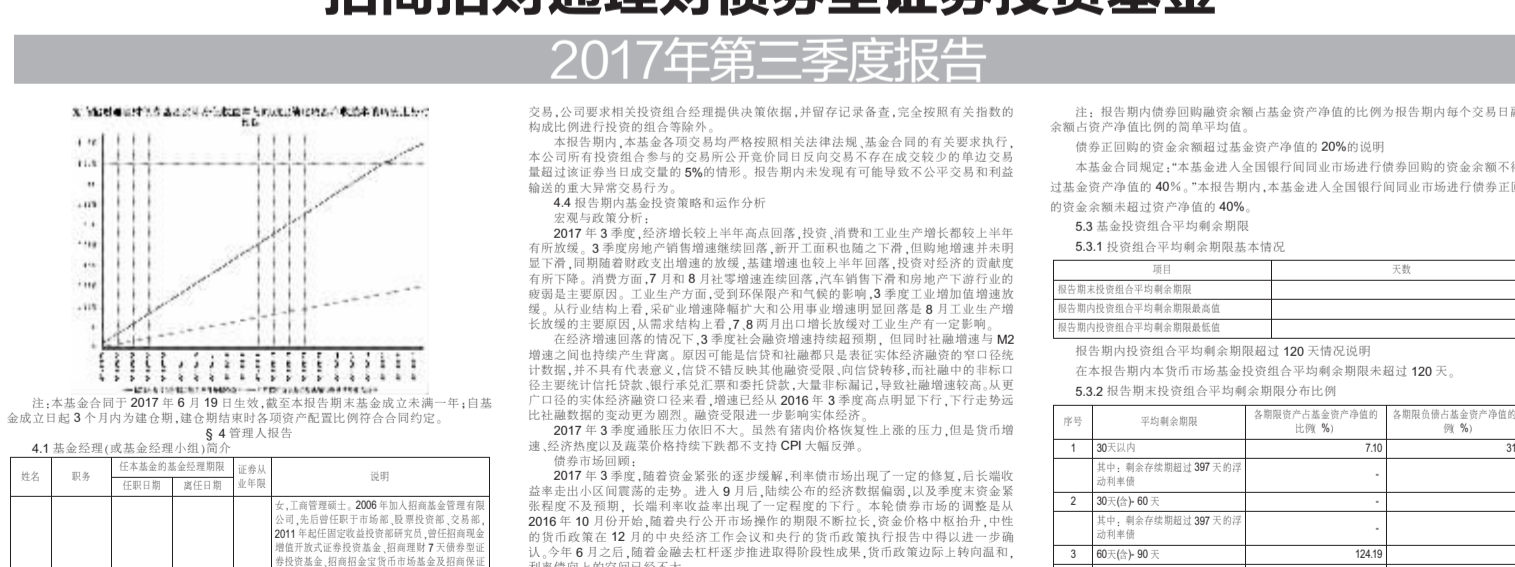 招商招财通理财债券型证券投资基金
2017年第三季度报告
注:本基金合同于 2017 年 6 月 19 日生效,截至本报告期末基金成立未满一年;自基
金成立日起 3 个月内为建仓期,建仓期结束时各项资产配置比例符合合同约定。
§ 4 管理人报告
4.1 基金经理(或基金经理小组)简介
姓名 职务 任本基金的基金经理期限 证券从业年限 说明
任职日期 离任日期
女,工商管理硕士。2006 年加入招商基金管理有限
公司,先后曾任职于市场部、股票投资部、交易部,
2011 年起任固定收益投资部研究员,曾任招商现金
增值开放式证券投资基金、招商理财 7 天债券型证
券投资基金、招商招金宝货币市场基金及招商保证
交易,公司要求相关投资组合经理提供决策依据,并留存记录备查,完全按照有关指数的
构成比例进行投资的组合等除外。
本报告期内,本基金各项交易均严格按照相关法律法规、基金合同的有关要求执行,
本公司所有投资组合参与的交易所公开竞价同日反向交易不存在成交较少的单边交易
量超过该证券当日成交量的 5%的情形。报告期内未发现有可能导致不公平交易和利益
输送的重大异常交易行为。
4.4 报告期内基金投资策略和运作分析
宏观与政策分析:
2017 年 3 季度,经济增长较上半年高点回落,投资、消费和工业生产增长都较上半年
有所放缓。3 季度房地产销售增速继续回落,新开工面积也随之下滑,但购地增速并未明
显下滑,同期随着财政支出增速的放缓,基建增速也较上半年回落,投资对经济的贡献度
有所下降。消费方面,7 月和 8 月社零增速连续回落,汽车销售下滑和房地产下游行业的
疲弱是主要原因。工业生产方面,受到环保限产和气候的影响,3 季度工业增加值增速放
缓。从行业结构上看,采矿业增速降幅扩大和公用事业增速明显回落是 8 月工业生产增
长放缓的主要原因,从需求结构上看,7、8 两月出口增长放缓对工业生产有一定影响。
在经济增速回落的情况下,3 季度社会融资增速持续超预期, 但同时社融增速与 M2
增速之间也持续产生背离。原因可能是信贷和社融都只是表征实体经济融资的窄口径统
计数据,并不具有代表意义,信贷不错反映其他融资受限、向信贷转移,而社融中的非标口
径主要统计信托贷款、银行承兑汇票和委托贷款,大量非标漏记,导致社融增速较高。从更
广口径的实体经济融资口径来看,增速已经从 2016 年 3 季度高点明显下行,下行走势远
比社融数据的变动更为剧烈。融资受限进一步影响实体经济。
2017 年 3 季度通胀压力依旧不大。虽然有猪肉价格恢复性上涨的压力,但是货币增
速、经济热度以及蔬菜价格持续下跌都不支持 CPI 大幅反弹。
债券市场回顾:
2017 年 3 季度,随着资金紧张的逐步缓解,利率债市场出现了一定的修复,后长端收
益率走出小区间震荡的走势。进入 9 月后,陆续公布的经济数据偏弱,以及季度末资金紧
张程度不及预期, 长端利率收益率出现了一定程度的下行。本轮债券市场的调整是从
2016 年 10 月份开始,随着央行公开市场操作的期限不断拉长,资金价格中枢抬升,中性
的货币政策在 12 月的中央经济工作会议和央行的货币政策执行报告中得以进一步确
认。今年 6 月之后,随着金融去杠杆逐步推进取得阶段性成果,货币政策边际上转向温和,
利率债向上的空间已经不大。
注: 报告期内债券回购融资余额占基金资产净值的比例为报告期内每个交易日融
余额占资产净值比例的简单平均值。
债券正回购的资金余额超过基金资产净值的 20%的说明
本基金合同规定:“本基金进入全国银行间同业市场进行债券回购的资金余额不得
过基金资产净值的 40%。”本报告期内,本基金进入全国银行间同业市场进行债券正回
的资金余额未超过资产净值的 40%。
5.3 基金投资组合平均剩余期限
5.3.1 投资组合平均剩余期限基本情况
项目 天数
报告期末投资组合平均剩余期限
报告期内投资组合平均剩余期限最高值
报告期内投资组合平均剩余期限最低值
报告期内投资组合平均剩余期限超过 120 天情况说明
在本报告期内本货币市场基金投资组合平均剩余期限未超过 120 天。
5.3.2 报告期末投资组合平均剩余期限分布比例
序号 平均剩余期限 各期限资产占基金资产净值的比例( %) 各期限负债占基金资产净值的例( %)
1 30天以内 7.10 31
其中: 剩余存续期超过 397 天的浮动利率债 -
2 30天(含)- 60 天 -
其中: 剩余存续期超过 397 天的浮动利率债 -
3 60天(含)- 90 天 124.19